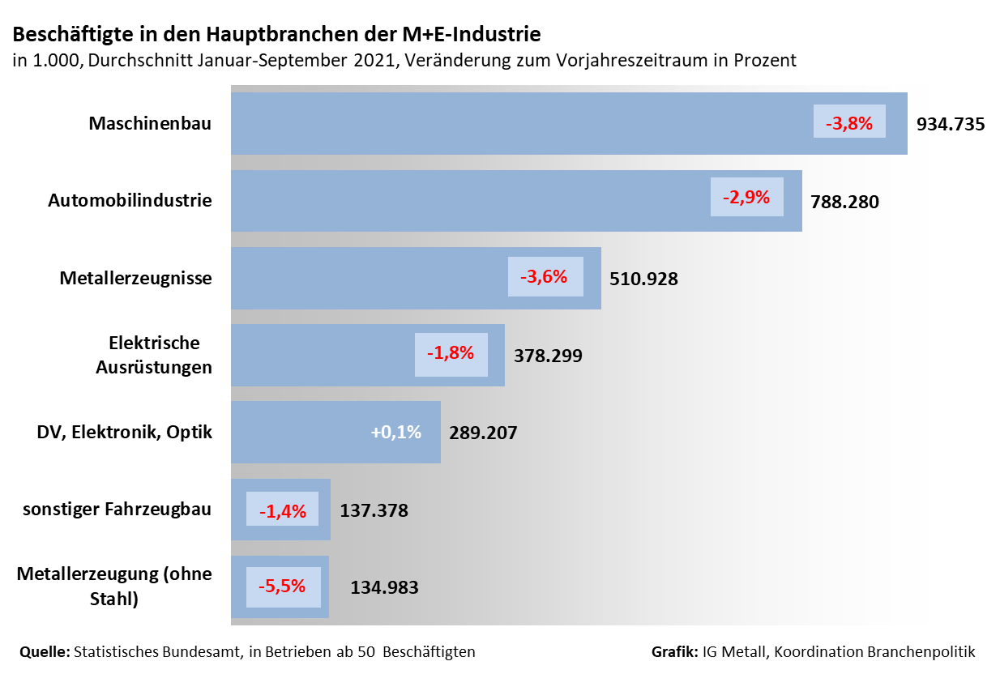 Beschäftigte in den Hauptbranchen der M+E-Industrie
in 1.000, Durchschnitt Januar-September 2021, Veränderung zum Vorjahreszeitraum in Prozent
Maschinenbau
-3,8%
934.735
Automobilindustrie
-2,9%
788.280
Metallerzeugnisse
-3,6%
510.928
Elektrische
Ausrüstungen
-1,8%
378.299
DV, Elektronik, Optik
+0,1%
289.207
sonstiger Fahrzeugbau
-1,4%
137.378
Metallerzeugung (ohne
Stahl)
-5,5%
134.983
Quelle: Statistisches Bundesamt, in Betrieben ab 50 Beschäftigten
Grafik: IG Metall, Koordination Branchenpolitik